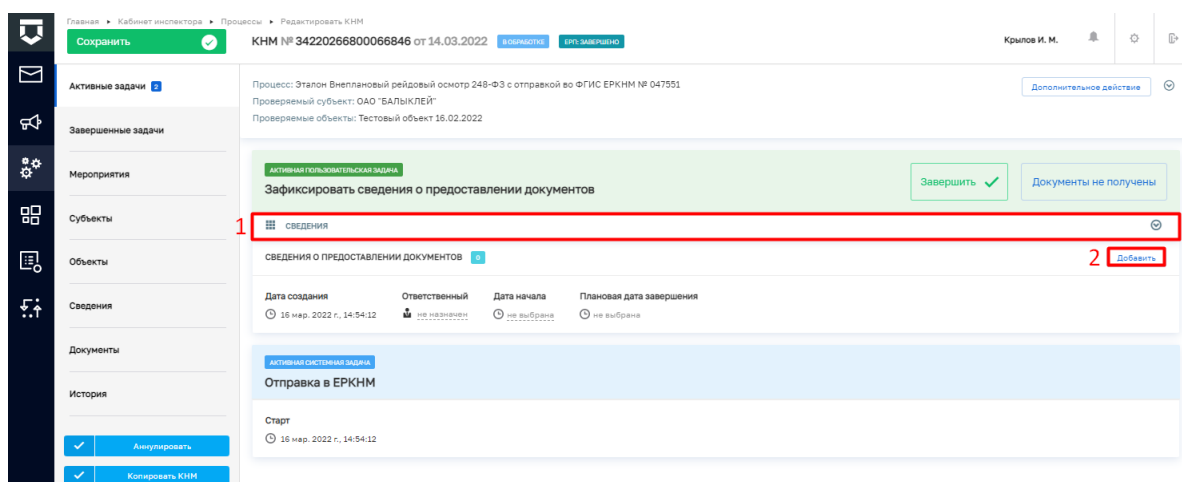 Главная ▸ Кабинет инспектора ▸ Процессы ▸ Редактировать КНМ
Сохранить
КНМ № 34220266800066846 от 14.03.2022 В ОБРАБОТКЕ ЕРП: ЗАВЕРШЕНО
Крылов И. М.
Активные задачи 2
Завершенные задачи
Мероприятия
Субъекты
Объекты
Сведения
Документы
История
Аннулировать
Копировать КНМ
Процесс: Эталон Внеплановый рейдовый осмотр 248-ФЗ с отправкой во ФГИС ЕРКНМ № 047551
Дополнительное действие
Проверяемый субъект: ОАО "БАЛЫКЛЕЙ"
Проверяемые объекты: Тестовый объект 16.02.2022
АКТИВНАЯ ПОЛЬЗОВАТЕЛЬСКАЯ ЗАДАЧА
Зафиксировать сведения о предоставлении документов
Завершить
Документы не получены
1 СВЕДЕНИЯ
СВЕДЕНИЯ О ПРЕДОСТАВЛЕНИИ ДОКУМЕНТОВ 0
2 Добавить
Дата создания Ответственный Дата начала Плановая дата завершения
16 мар. 2022 г., 14:54:12 не назначен не выбрана не выбрана
АКТИВНАЯ СИСТЕМНАЯ ЗАДАЧА
Отправка в ЕРКНМ
Старт
16 мар. 2022 г., 14:54:12